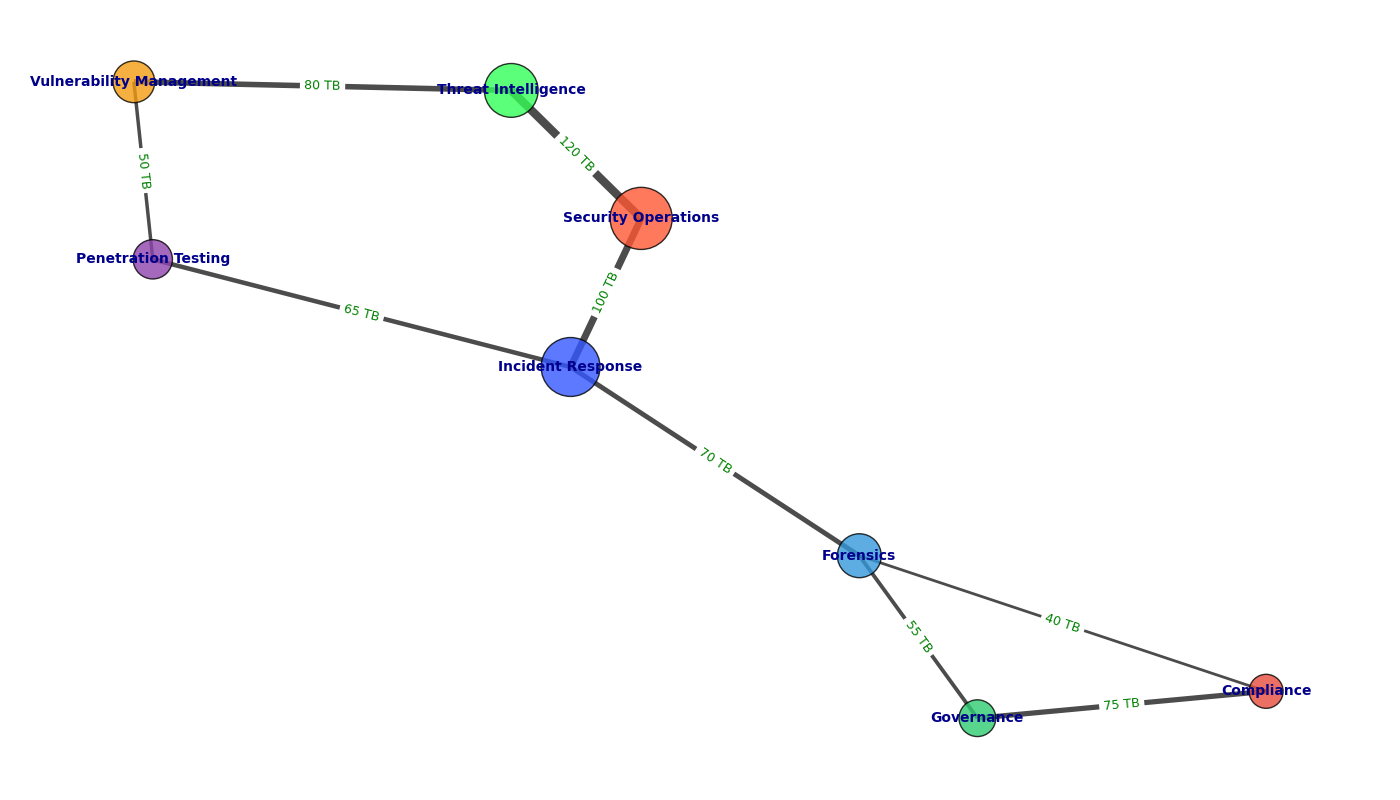 Vulnerability Management
80 TB
Threat Intelligence
120 TB
50 TB
Security Operations
Penetration Testing
100 TB
65 TB
Incident Response
70 TB
Forensics
40 TB
55 TB
Compliance
75 TB
Governance